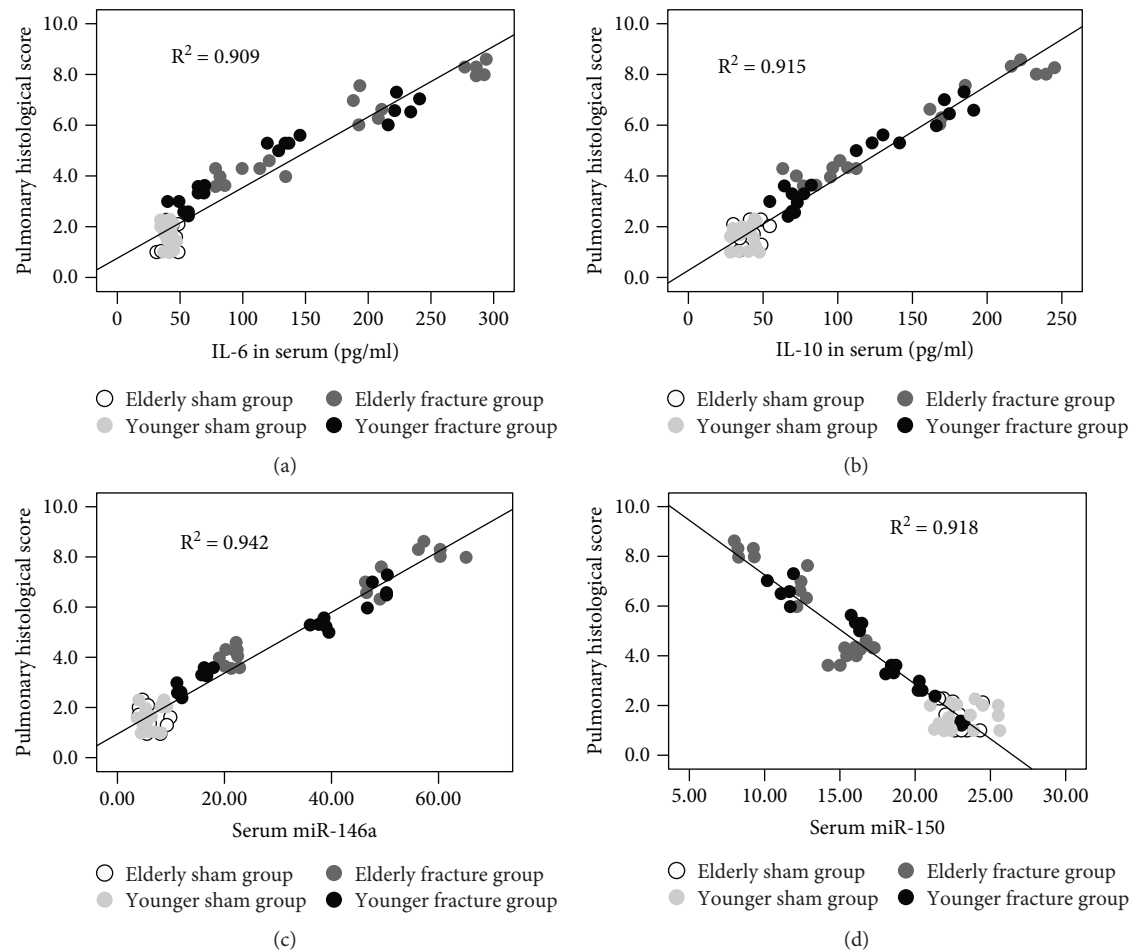 10.0
8.0
6.0
4.0
2.0
0.0
Pulmonary histological score
R² = 0.909
0 50 100 150 200 250 300
IL-6 in serum (pg/ml)
Elderly sham group Elderly fracture group
Younger sham group Younger fracture group
(a)
10.0
8.0
6.0
4.0
2.0
0.0
Pulmonary histological score
R² = 0.915
0 50 100 150 200 250
IL-10 in serum (pg/ml)
Elderly sham group Elderly fracture group
Younger sham group Younger fracture group
(b)
10.0
8.0
6.0
4.0
2.0
0.0
Pulmonary histological score
R² = 0.942
0.00 20.00 40.00 60.00
Serum miR-146a
Elderly sham group Elderly fracture group
Younger sham group Younger fracture group
(c)
10.0
8.0
6.0
4.0
2.0
0.0
Pulmonary histological score
R² = 0.918
5.00 10.00 15.00 20.00 25.00 30.00
Serum miR-150
Elderly sham group Elderly fracture group
Younger sham group Younger fracture group
(d)